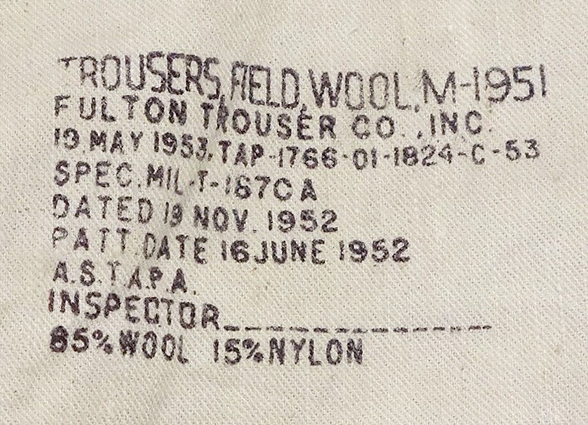 TROUSERS, FIELD, WOOL, M-1951
FULTON TROUSER CO., INC.
19 MAY 1953, TAP-1766-01-1824-C-53
SPEC. MIL-T-1870A
DATED 19 NOV. 1952
PATT. DATE 16 JUNE 1952
A.S.T.A.P.A.
INSPECTOR_______________
85% WOOL 15% NYLON